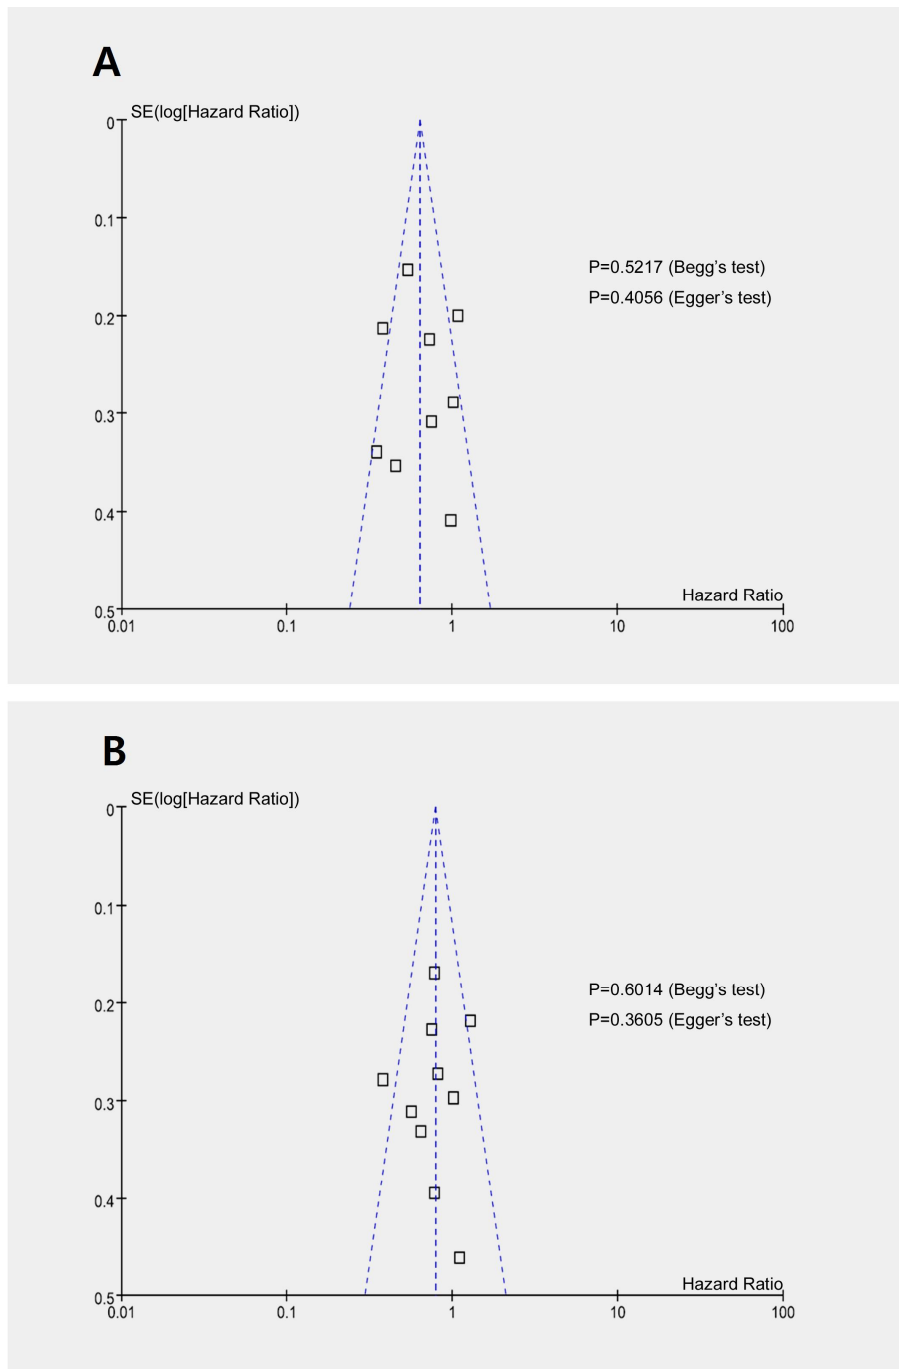 A
SE(log[Hazard Ratio])
0
0.1
0.2
0.3
0.4
0.5
P=0.5217 (Begg's test)
P=0.4056 (Egger's test)
Hazard Ratio
0.01 0.1 1 10 100
B
SE(log[Hazard Ratio])
0
0.1
0.2
0.3
0.4
0.5
P=0.6014 (Begg's test)
P=0.3605 (Egger's test)
Hazard Ratio
0.01 0.1 1 10 100